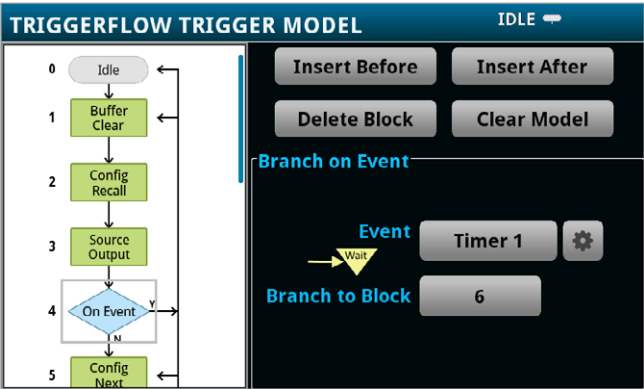 TRIGGERFLOW TRIGGER MODEL
IDLE
0
Idle
1
Buffer
Clear
2
Config
Recall
3
Source
Output
4
On Event
Y
N
5
Config
Next
Insert Before
Insert After
Delete Block
Clear Model
Branch on Event
Event
Timer 1
Wait
Branch to Block
6